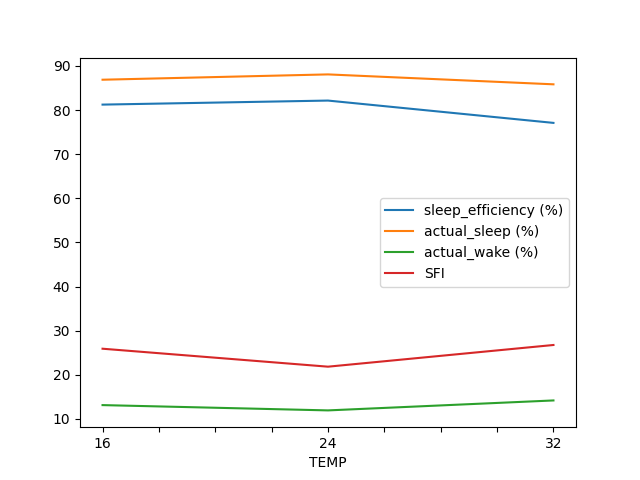 90
80
70
60
50
40
30
20
10
sleep_efficiency (%)
actual_sleep (%)
actual_wake (%)
SFI
16 24 32
TEMP